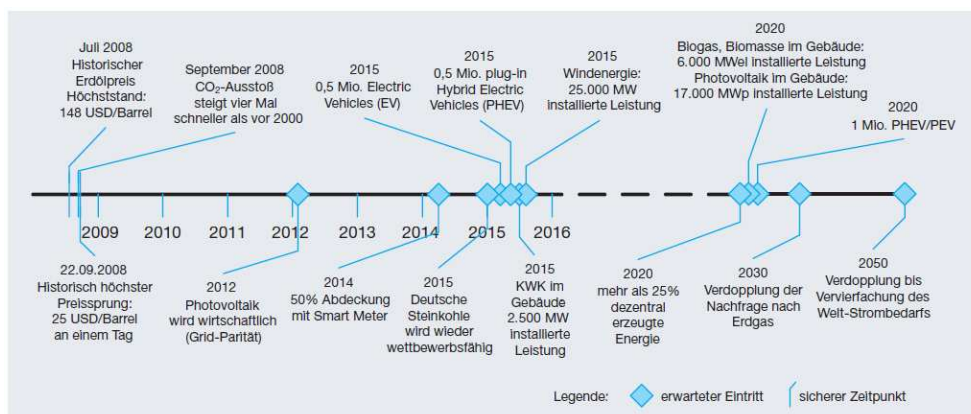 Juli 2008
Historischer
Erdölpreis
Höchststand:
148 USD/Barrel
September 2008
CO₂-Ausstoß
steigt vier Mal
schneller als vor 2000
2015
0,5 Mio. Electric
Vehicles (EV)
2015
0,5 Mio. plug-in
Hybrid Electric
Vehicles (PHEV)
2015
Windenergie:
25.000 MW
installierte Leistung
2020
Biogas, Biomasse im Gebäude:
6.000 MWel installierte Leistung
Photovoltaik im Gebäude:
17.000 MWp installierte Leistung
2020
1 Mio. PHEV/PEV
2009
2010
2011
2012
2013
2014
2015
2016
22.09.2008
Historisch höchster
Preissprung:
25 USD/Barrel
an einem Tag
2012
Photovoltaik
wird wirtschaftlich
(Grid-Parität)
2014
50% Abdeckung
mit Smart Meter
2015
Deutsche
Steinkohle
wird wieder
wettbewerbsfähig
2015
KWK im
Gebäude
2.500 MW
installierte
Leistung
2020
mehr als 25%
dezentral
erzeugte
Energie
2030
Verdopplung der
Nachfrage nach
Erdgas
2050
Verdopplung bis
Vervierfachung des
Welt-Strombedarfs
Legende: erwarteter Eintritt sicherer Zeitpunkt